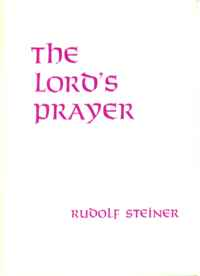 The
Lord's
Prayer
Rudolf Steiner